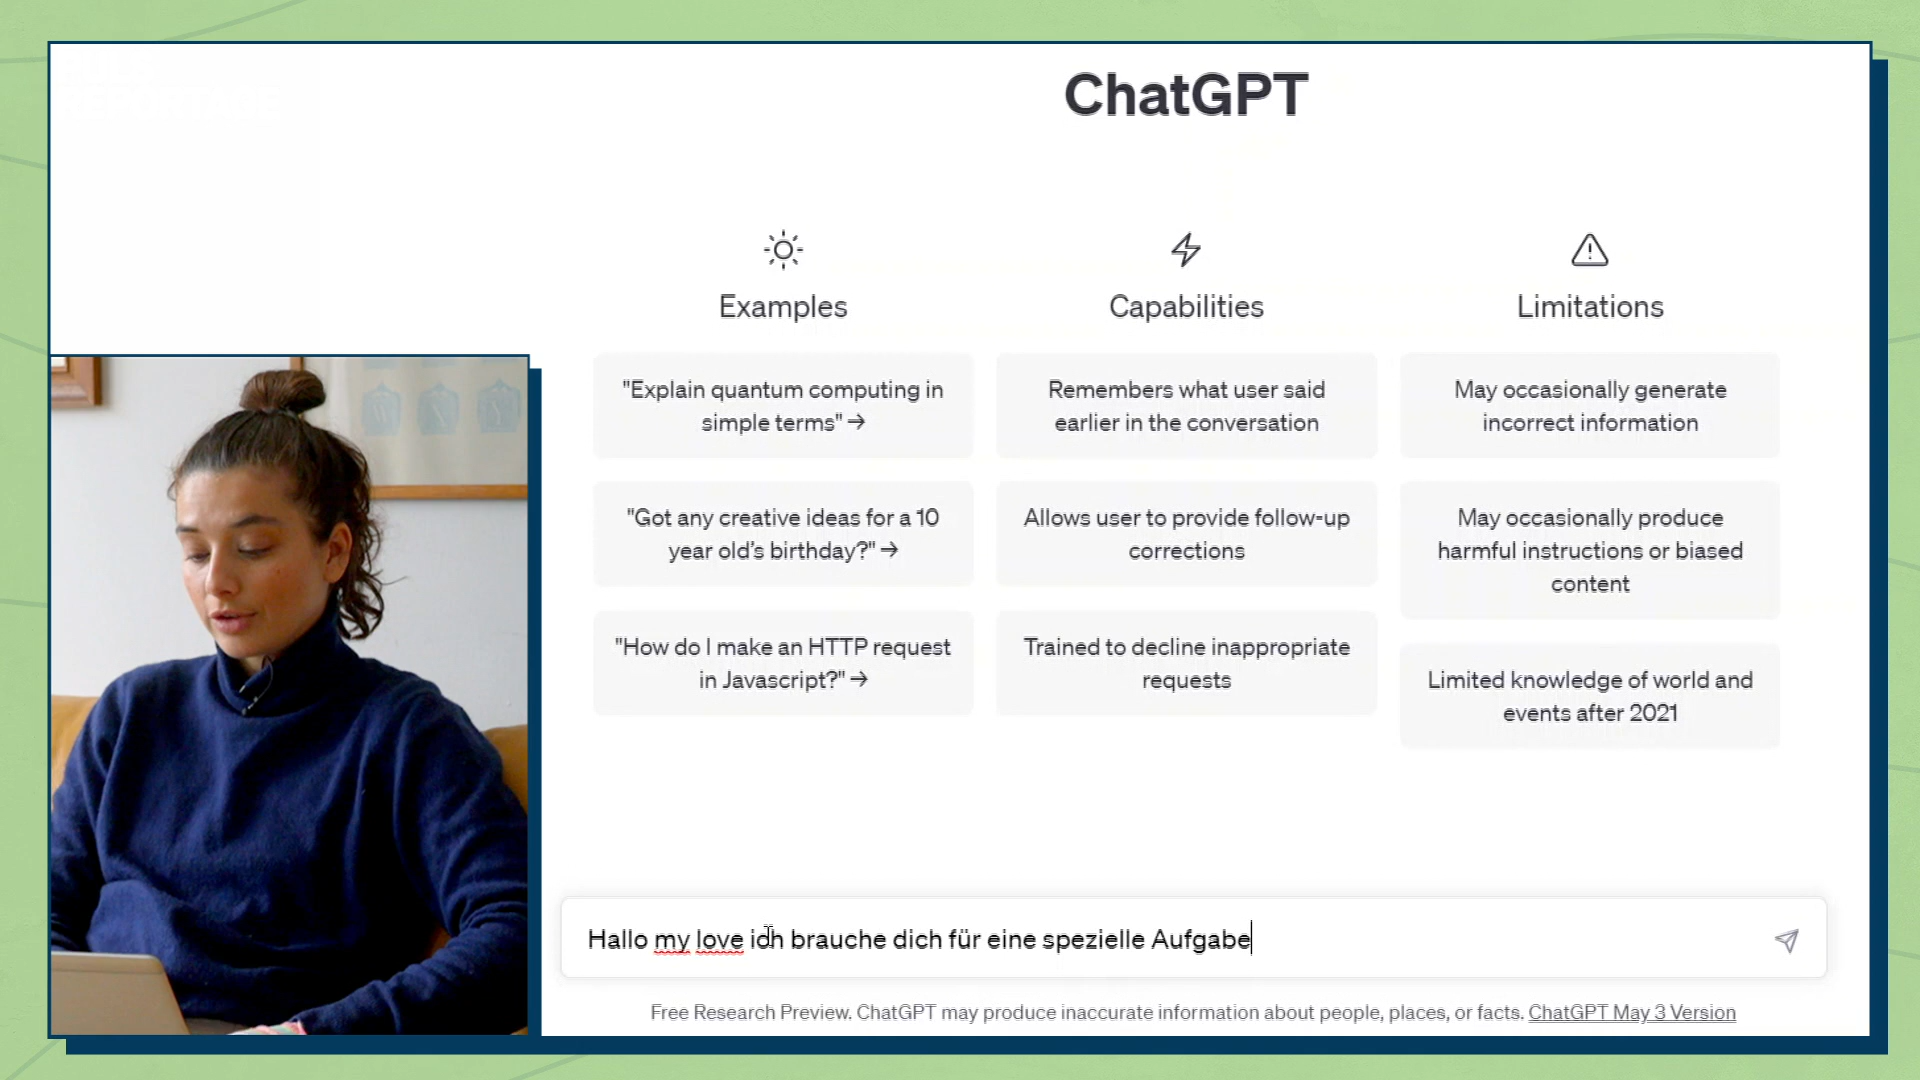 ChatGPT
Examples
Capabilities
Limitations
"Explain quantum computing in
simple terms" →
Remembers what user said
earlier in the conversation
May occasionally generate
incorrect information
"Got any creative ideas for a 10
year old's birthday?" →
Allows user to provide follow-up
corrections
May occasionally produce
harmful instructions or biased
content
"How do I make an HTTP request
in Javascript?" →
Trained to decline inappropriate
requests
Limited knowledge of world and
events after 2021
Hallo my love ich brauche dich für eine spezielle Aufgabe
Free Research Preview. ChatGPT may produce inaccurate information about people, places, or facts. ChatGPT May 3 Version